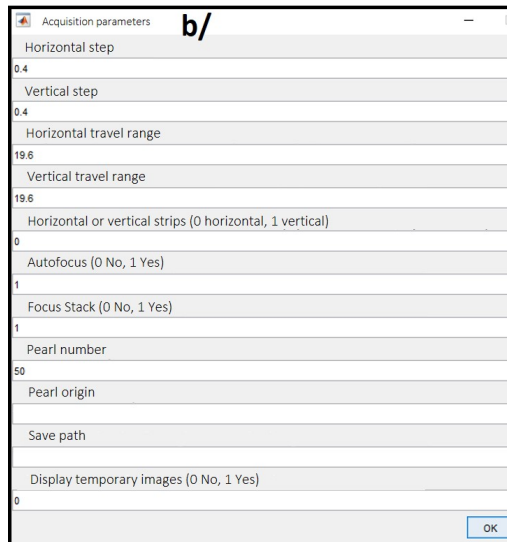 Acquisition parameters
b/
Horizontal step
0.4
Vertical step
0.4
Horizontal travel range
19.6
Vertical travel range
19.6
Horizontal or vertical strips (0 horizontal, 1 vertical)
0
Autofocus (0 No, 1 Yes)
1
Focus Stack (0 No, 1 Yes)
1
Pearl number
50
Pearl origin
Save path
Display temporary images (0 No, 1 Yes)
0
OK